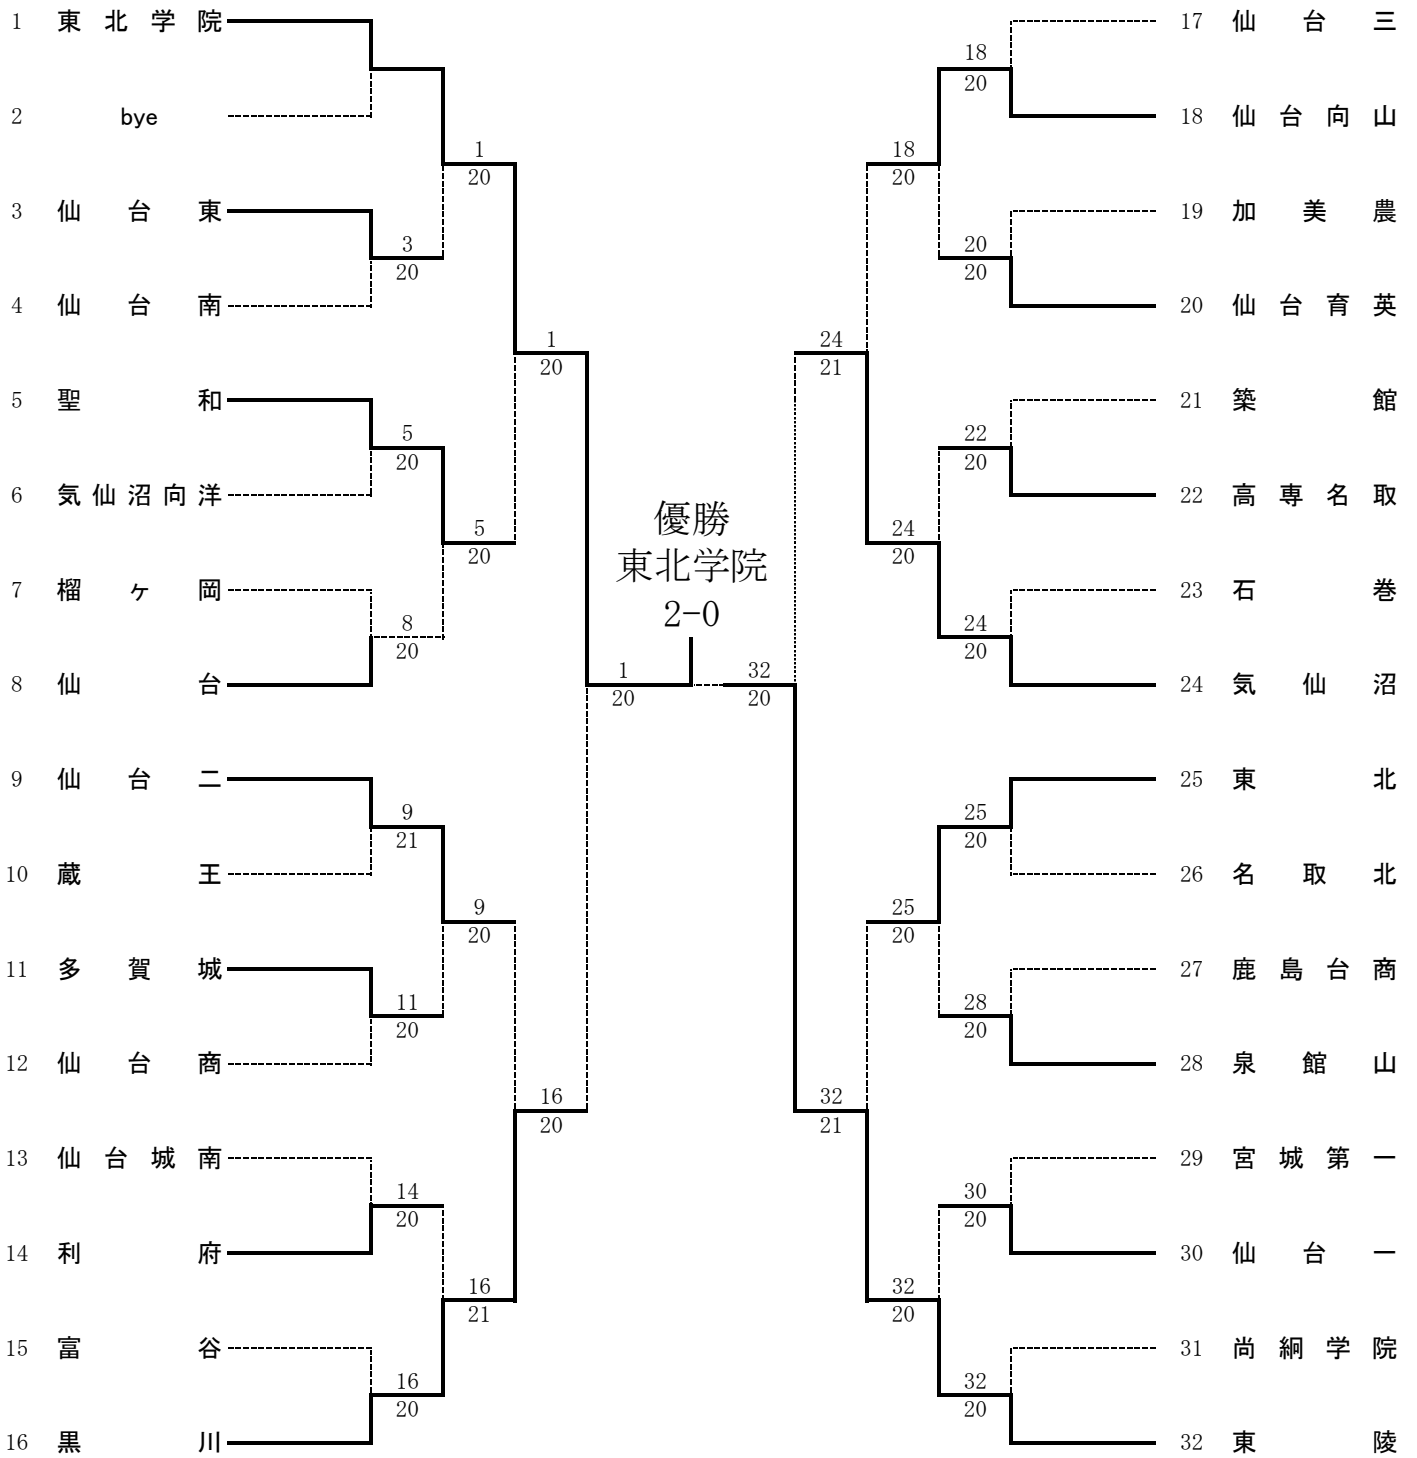 1 東北学院
2 bye
3 仙台東
4 仙台南
5 聖和
6 気仙沼向洋
7 榴ヶ岡
8 仙台
9 仙台二
10 蔵王
11 多賀城
12 仙台商
13 仙台城南
14 利府
15 富谷
16 黒川
3
20
5
20
8
20
9
21
11
20
14
20
16
20
1
20
5
20
9
20
16
21
1
20
16
20
1
20
優勝
東北学院
2-0
32
20
24
21
32
21
18
20
24
20
25
20
32
20
18
20
20
20
22
20
24
20
25
20
28
20
30
20
32
20
17 仙台三
18 仙台向山
19 加美農
20 仙台育英
21 築館
22 高専名取
23 石巻
24 気仙沼
25 東北
26 名取北
27 鹿島台商
28 泉館山
29 宮城第一
30 仙台一
31 尚絅学院
32 東陵